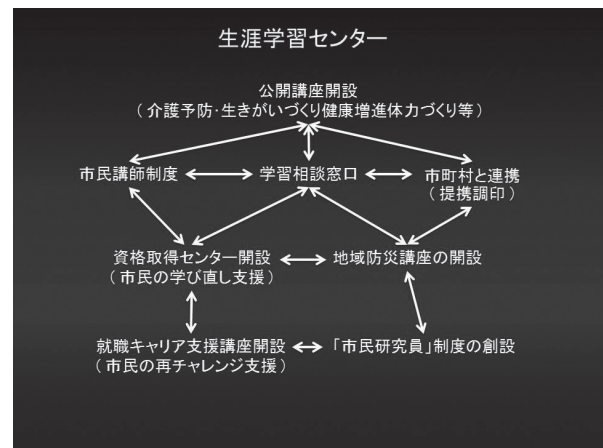 生涯学習センター
公開講座開設
（介護予防･生きがいづくり健康増進体力づくり等）
市民講師制度
学習相談窓口
市町村と連携
（提携調印）
資格取得センター開設
（市民の学び直し支援）
地域防災講座の開設
就職キャリア支援講座開設
（市民の再チャレンジ支援）
「市民研究員」制度の創設